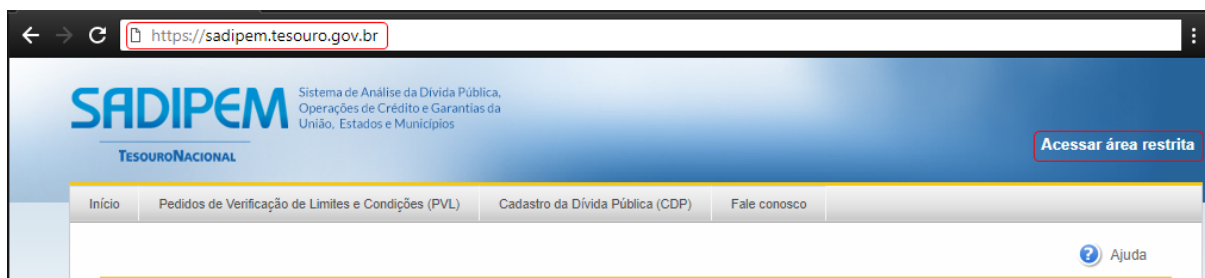 https://sadipem.tesouro.gov.br
SADIPEM
Sistema de Análise da Dívida Pública,
Operações de Crédito e Garantias da
União, Estados e Municípios
TESOURONACIONAL
Acessar área restrita
Início Pedidos de Verificação de Limites e Condições (PVL) Cadastro da Dívida Pública (CDP) Fale conosco
? Ajuda